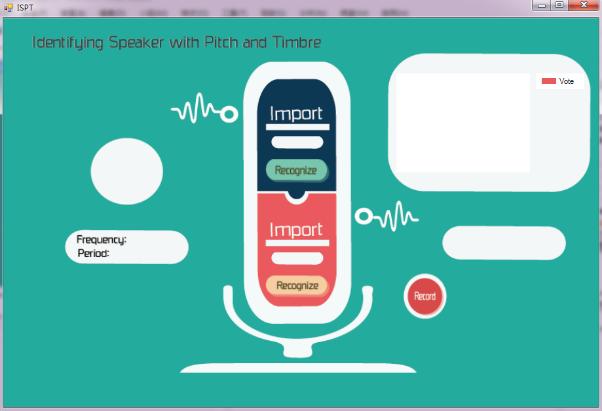 ISPT
Identifying Speaker with Pitch and Timbre
Vote
Import
Recognize
Frequency:
Period:
Import
Recognize
Record